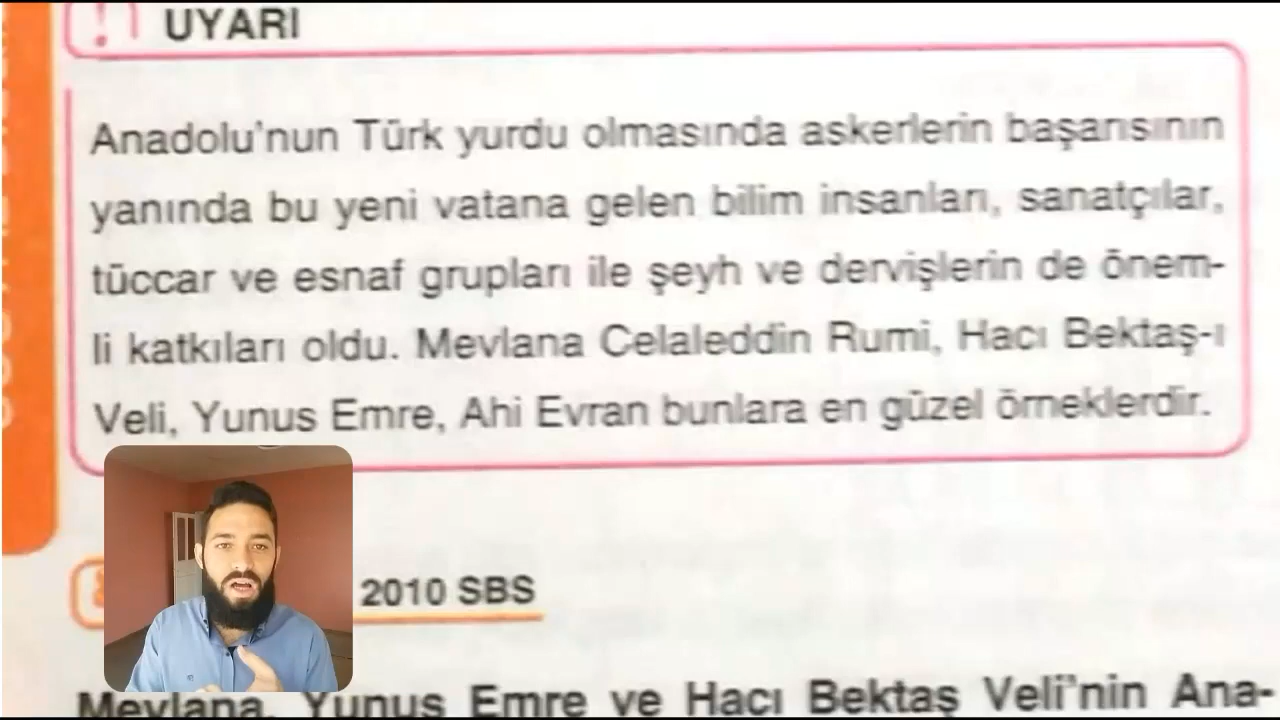 UYARI
Anadolu'nun Türk yurdu olmasında askerlerin başarısının
yanında bu yeni vatana gelen bilim insanları, sanatçılar,
tüccar ve esnaf grupları ile şeyh ve dervişlerin de önem-
li katkıları oldu. Mevlana Celaleddin Rumi, Hacı Bektaş-ı
Veli, Yunus Emre, Ahi Evran bunlara en güzel örneklerdir.
2010 SBS
Mevlana, Yunus Emre ve Hacı Bektaş Veli'nin Ana-